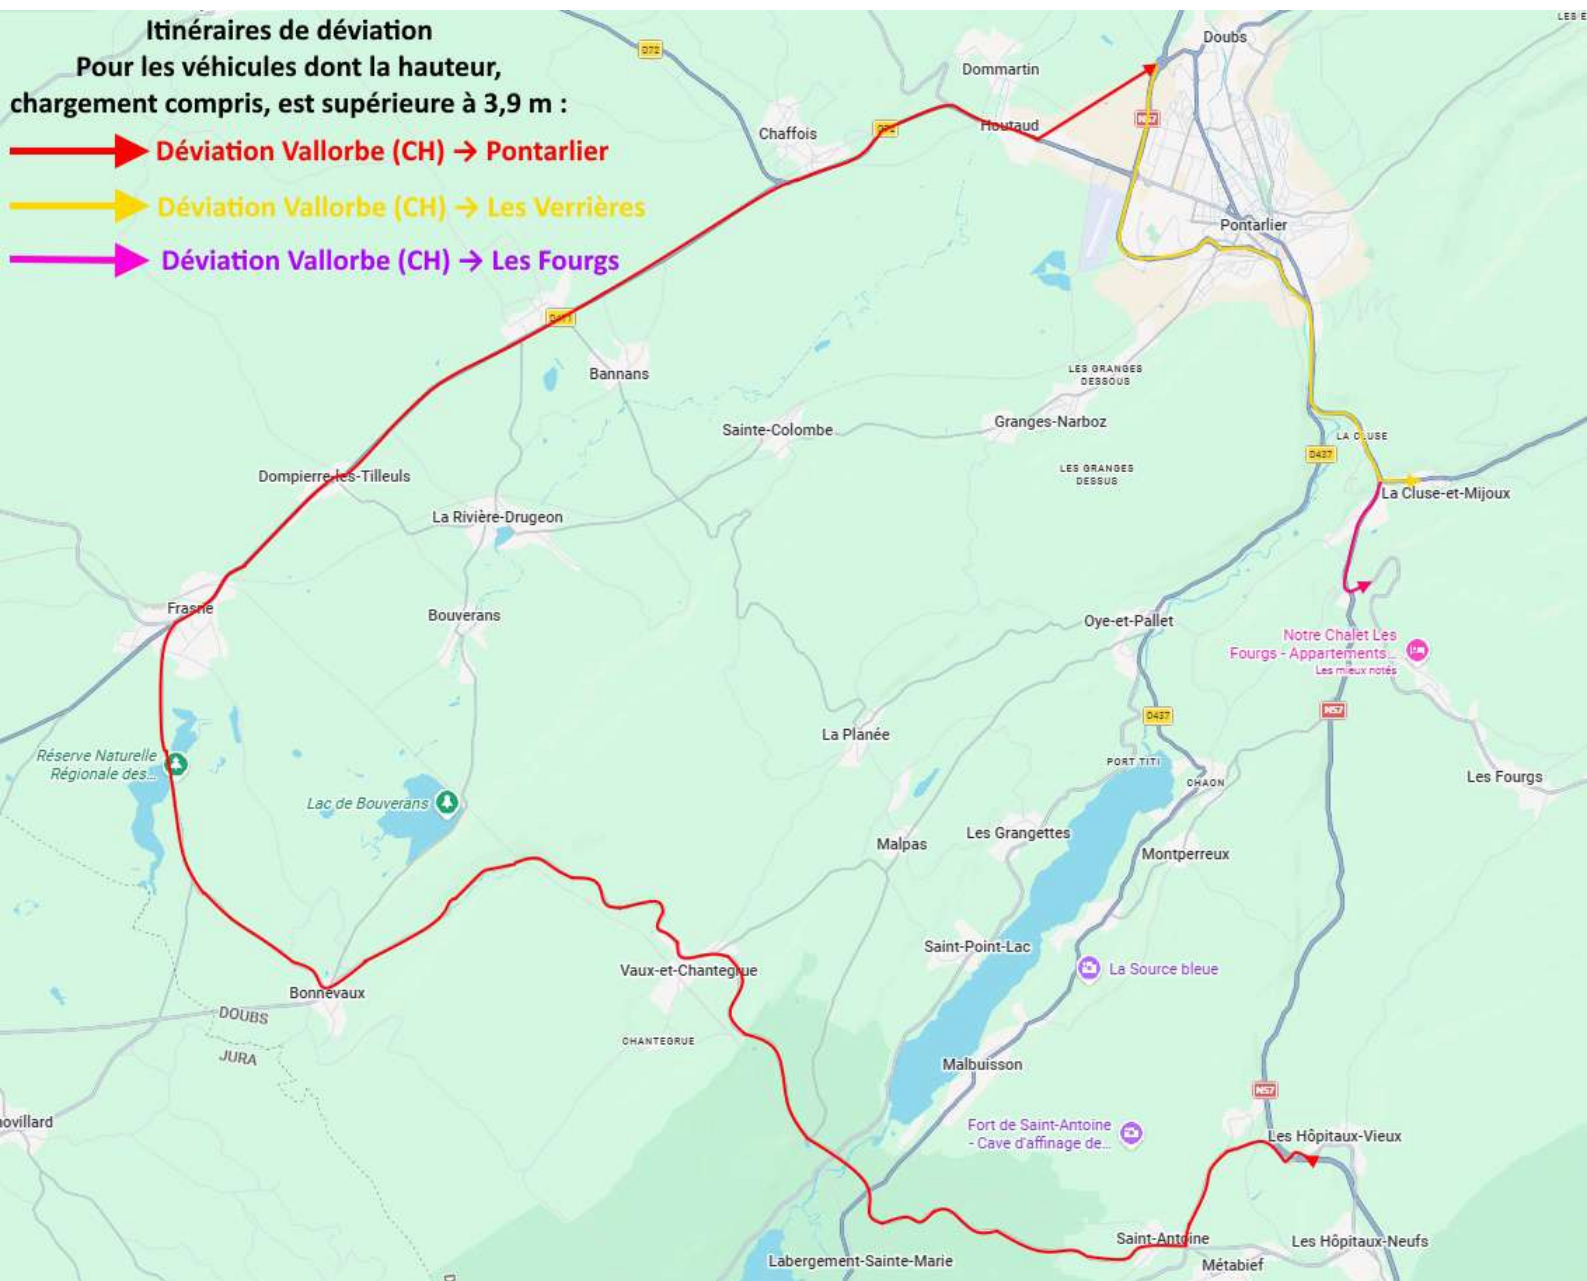 Itinéraires de déviation
Pour les véhicules dont la hauteur,
chargement compris, est supérieure à 3,9 m :
Déviation Vallorbe (CH) → Pontarlier
Déviation Vallorbe (CH) → Les Verrières
Déviation Vallorbe (CH) → Les Fourgs
D72
Doubs
Dommartin
Chaffois
D72
Houtaud
N57
Pontarlier
D471
Bannans
LES GRANGES
DESSOUS
Sainte-Colombe
Granges-Narboz
LA CLUSE
D437
LES GRANGES
DESSUS
Dompierre-les-Tilleuls
La Cluse-et-Mijoux
La Rivière-Drugeon
Frasne
Bouverans
Oye-et-Pallet
Notre Chalet Les
Fourgs - Appartements...
Les mieux notés
N57
D437
La Planée
Réserve Naturelle
Régionale des...
PORT TITI
CHAON
Les Fourgs
Lac de Bouverans
Malpas
Les Grangettes
Montperreux
Saint-Point-Lac
La Source bleue
Vaux-et-Chantegrue
Bonnevaux
DOUBS
JURA
CHANTEGRUE
Malbuisson
N57
ovillard
Fort de Saint-Antoine
- Cave d'affinage de...
Les Hôpitaux-Vieux
Saint-Antoine
Les Hôpitaux-Neufs
Labergement-Sainte-Marie
Métabief